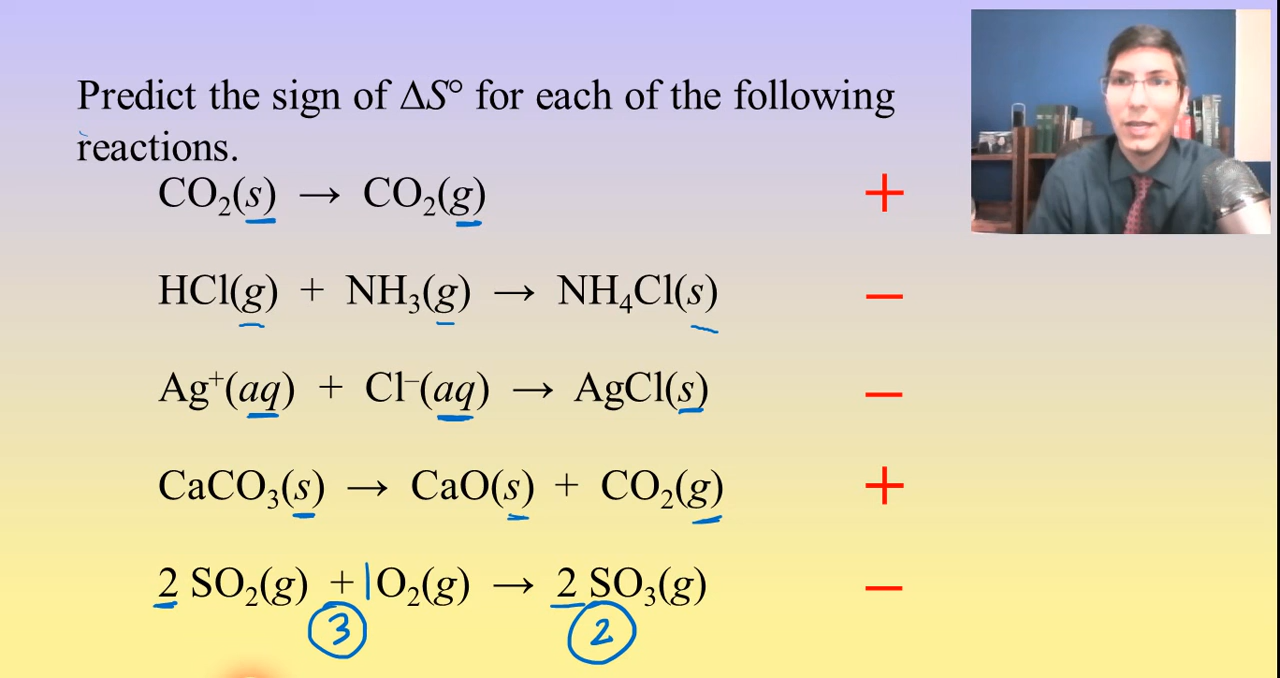 Predict the sign of ΔS° for each of the following
reactions.
CO₂(s) → CO₂(g) +
HCl(g) + NH₃(g) → NH₄Cl(s) −
Ag⁺(aq) + Cl⁻(aq) → AgCl(s) −
CaCO₃(s) → CaO(s) + CO₂(g) +
2 SO₂(g) + 1 O₂(g) → 2 SO₃(g) −
3 2